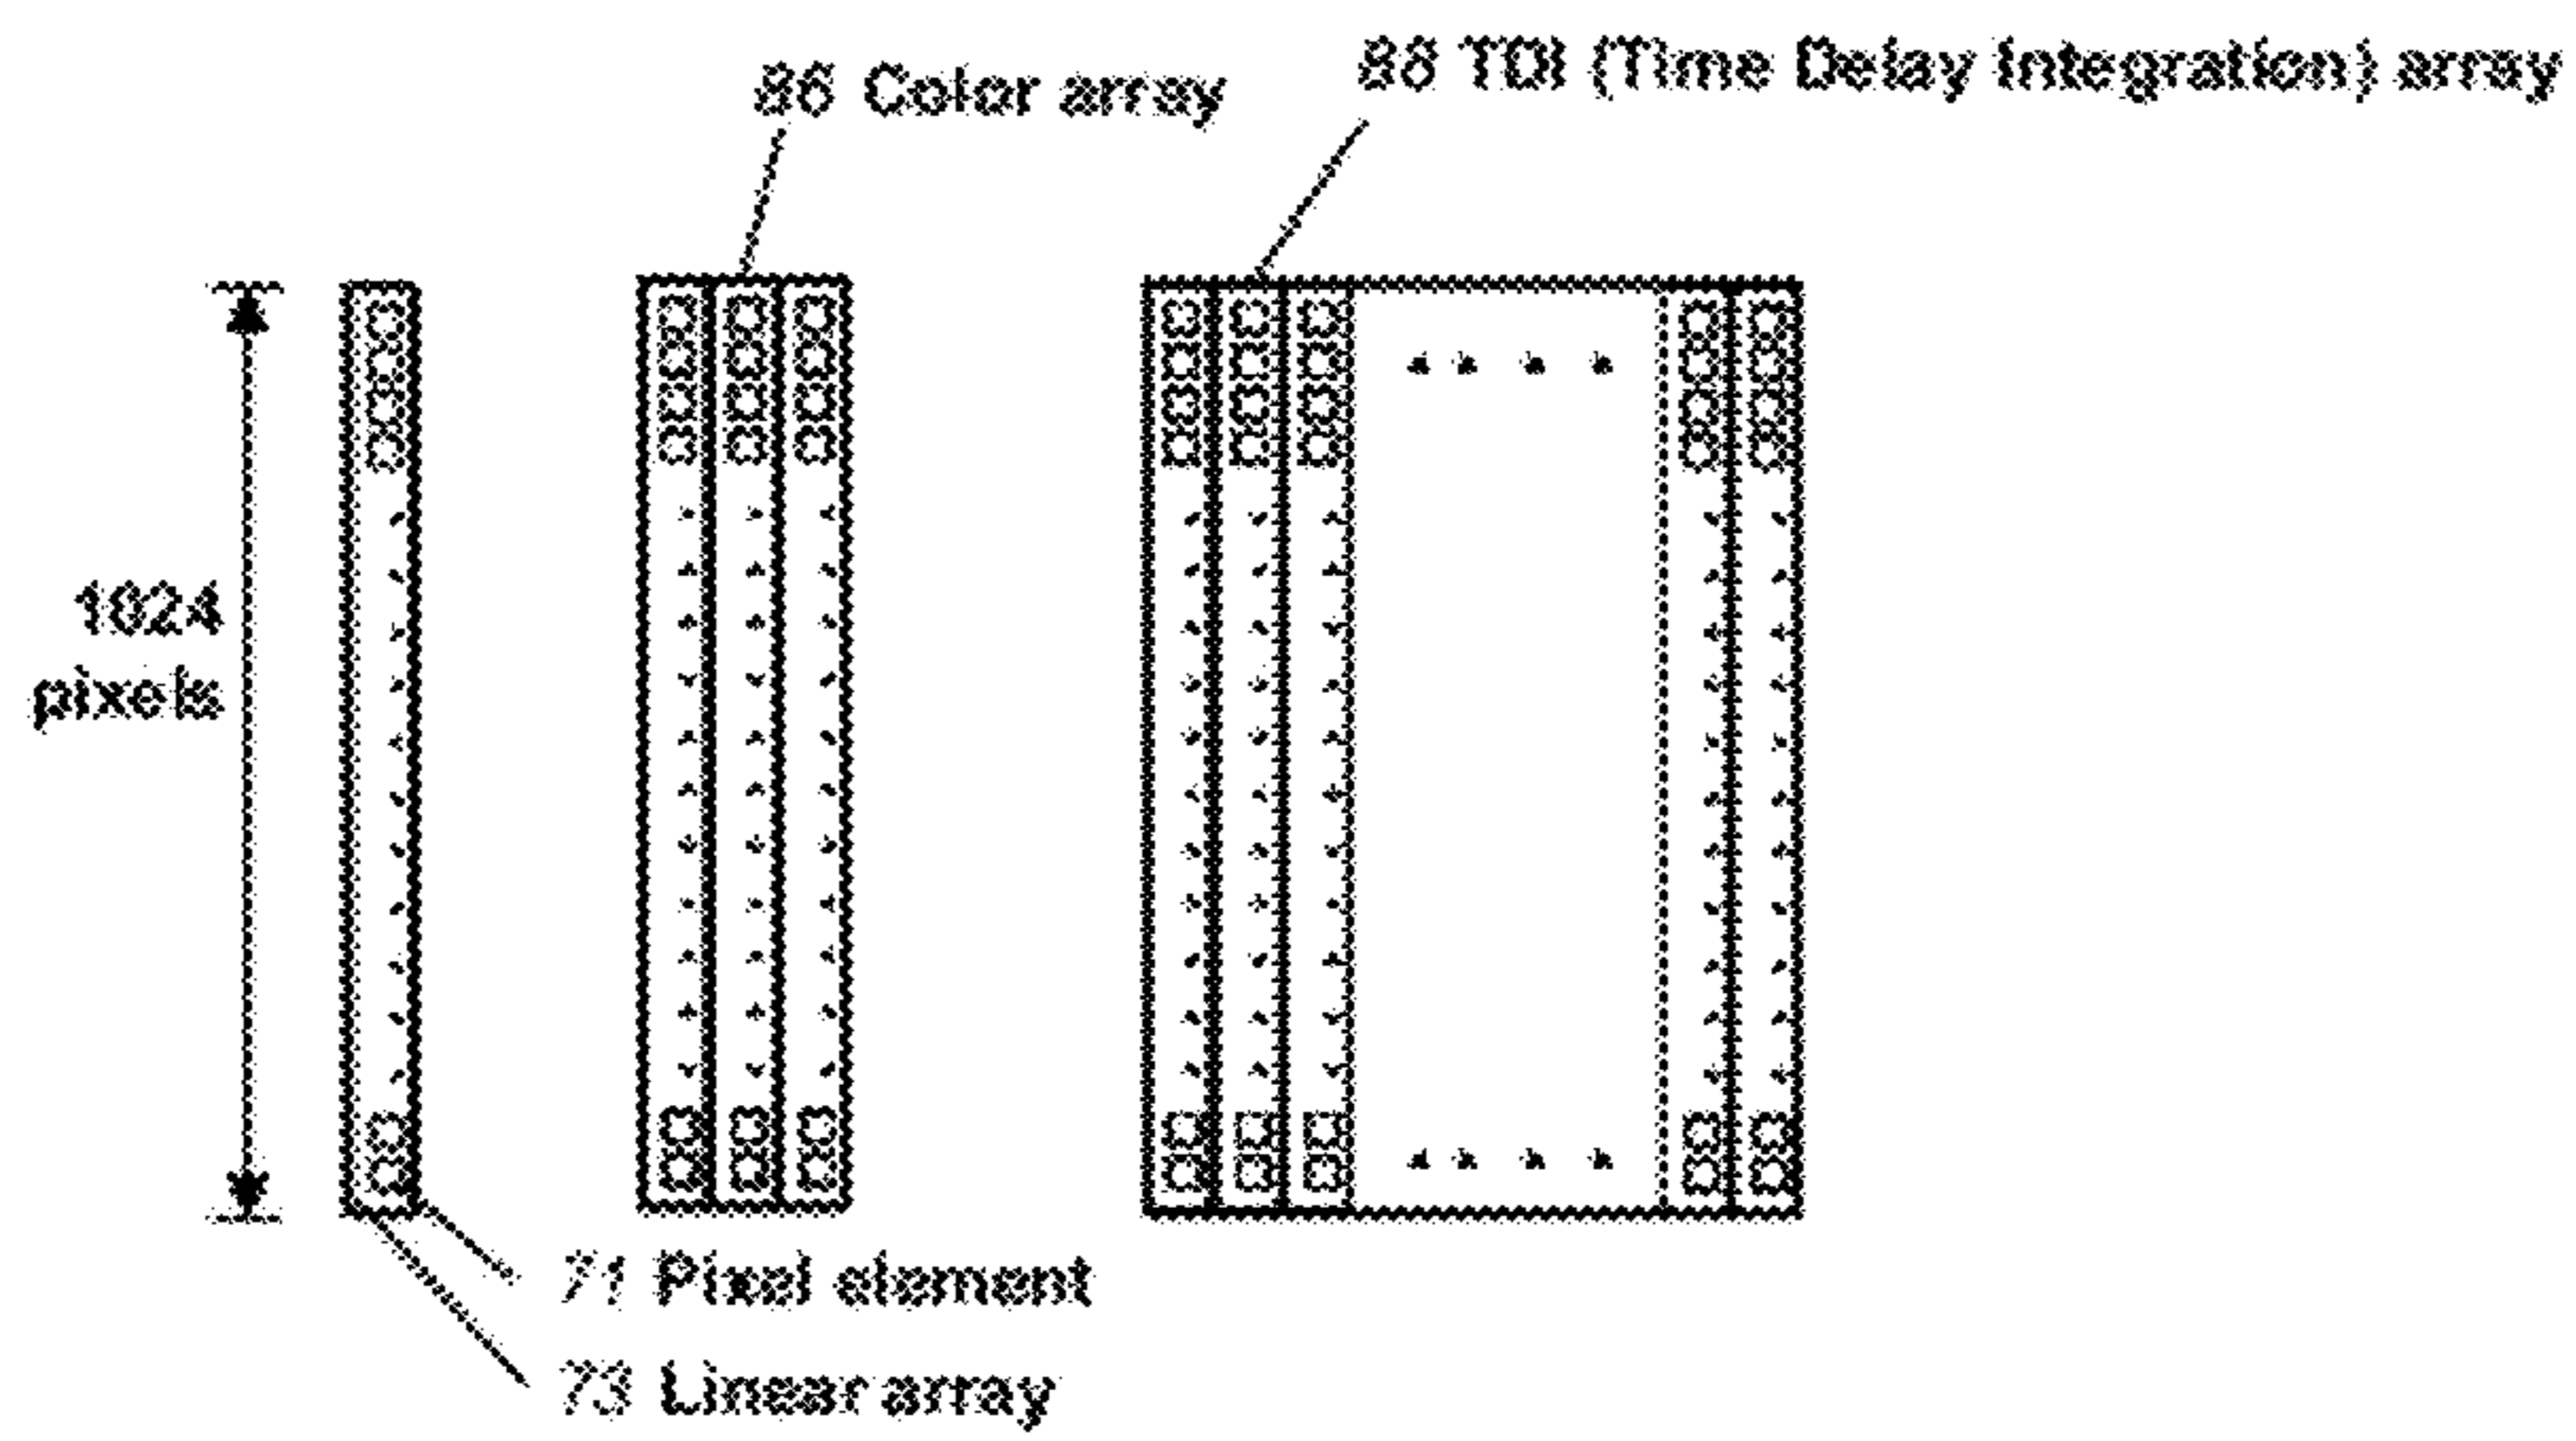 86 Color array
88 TDI (Time Delay Integration) array
1024
pixels
71 Pixel element
73 Linear array